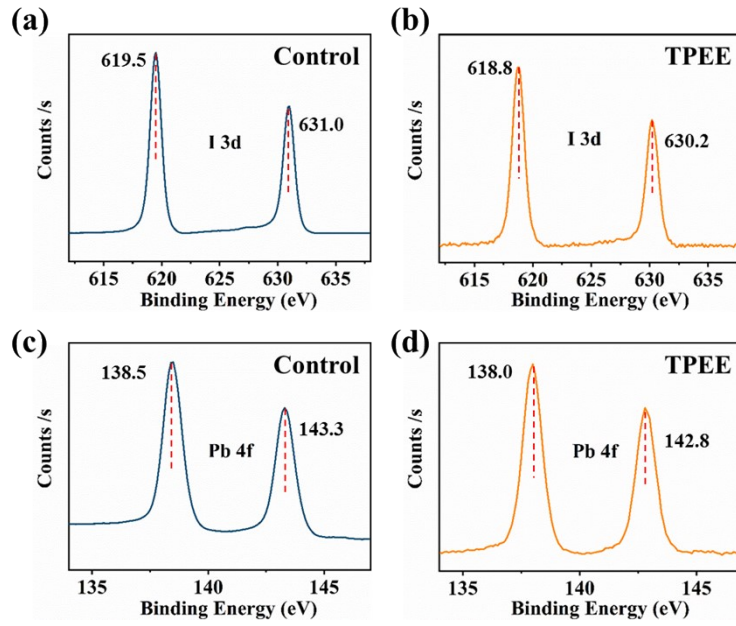 (a)
Control
619.5
631.0
I 3d
Counts /s
615 620 625 630 635
Binding Energy (eV)
(b)
TPEE
618.8
630.2
I 3d
Counts /s
615 620 625 630 635
Binding Energy (eV)
(c)
Control
138.5
143.3
Pb 4f
Counts /s
135 140 145
Binding Energy (eV)
(d)
TPEE
138.0
142.8
Pb 4f
Counts /s
135 140 145
Binding Energy (eV)